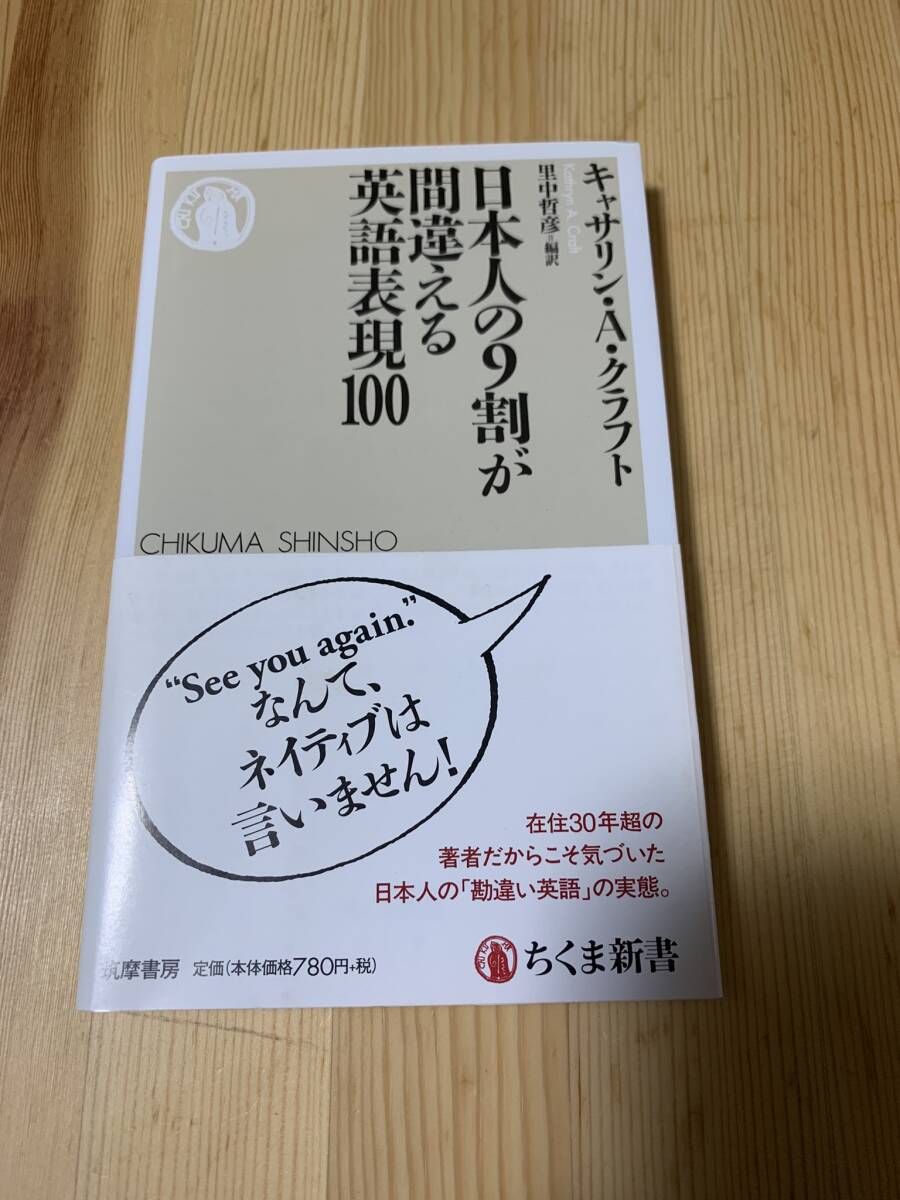 キャサリン・A・クラフト
Kathryn A. Craft
里中哲彦=編訳
日本人の9割が
間違える
英語表現100
CHIKUMA SHINSHO
“See you again.”
なんて、
ネイティブは
言いません!
在住30年超の
著者だからこそ気づいた
日本人の「勘違い英語」の実態。
筑摩書房 定価(本体価格780円+税)
ちくま新書